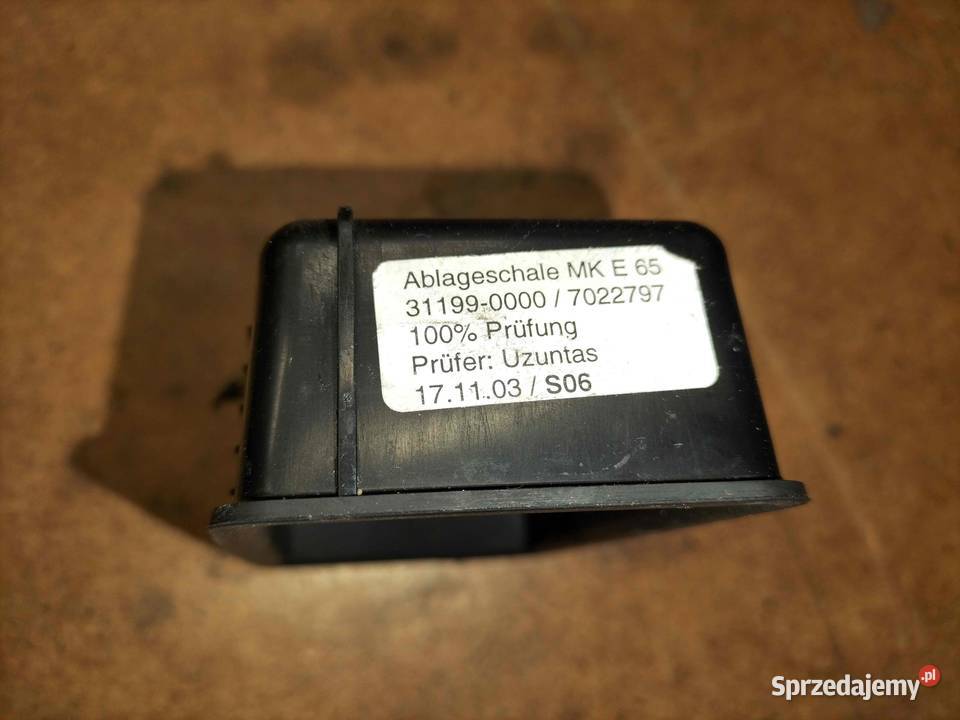 Ablageschale MK E 65
31199-0000 / 7022797
100% Prüfung
Prüfer: Uzuntas
17.11.03 / S06
Sprzedajemy.pl